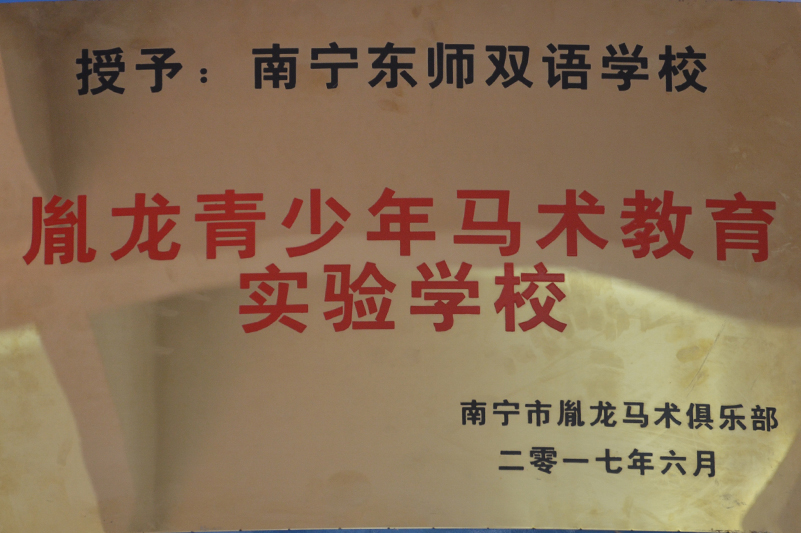 授予：南宁东师双语学校
胤龙青少年马术教育
实验学校
南宁市胤龙马术俱乐部
二零一七年六月